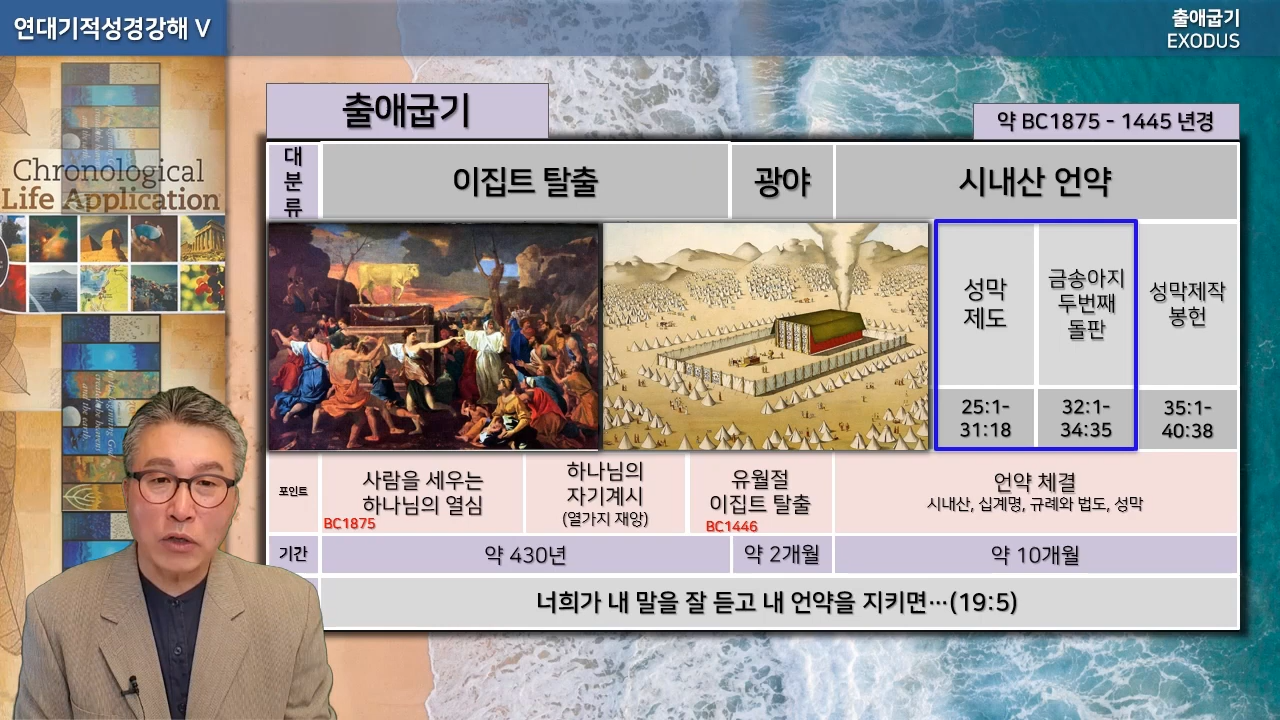 연대기적성경강해 V
출애굽기
EXODUS
Chronological
Life Application
출애굽기
약 BC1875 - 1445 년경
대
분
류
이집트 탈출
광야
시내산 언약
성막
제도
금송아지
두번째
돌판
성막제작
봉헌
25:1-
31:18
32:1-
34:35
35:1-
40:38
포인트
사람을 세우는
하나님의 열심
BC1875
하나님의
자기계시
(열가지 재앙)
유월절
이집트 탈출
BC1446
언약 체결
시내산, 십계명, 규례와 법도, 성막
기간
약 430년
약 2개월
약 10개월
너희가 내 말을 잘 듣고 내 언약을 지키면…(19:5)